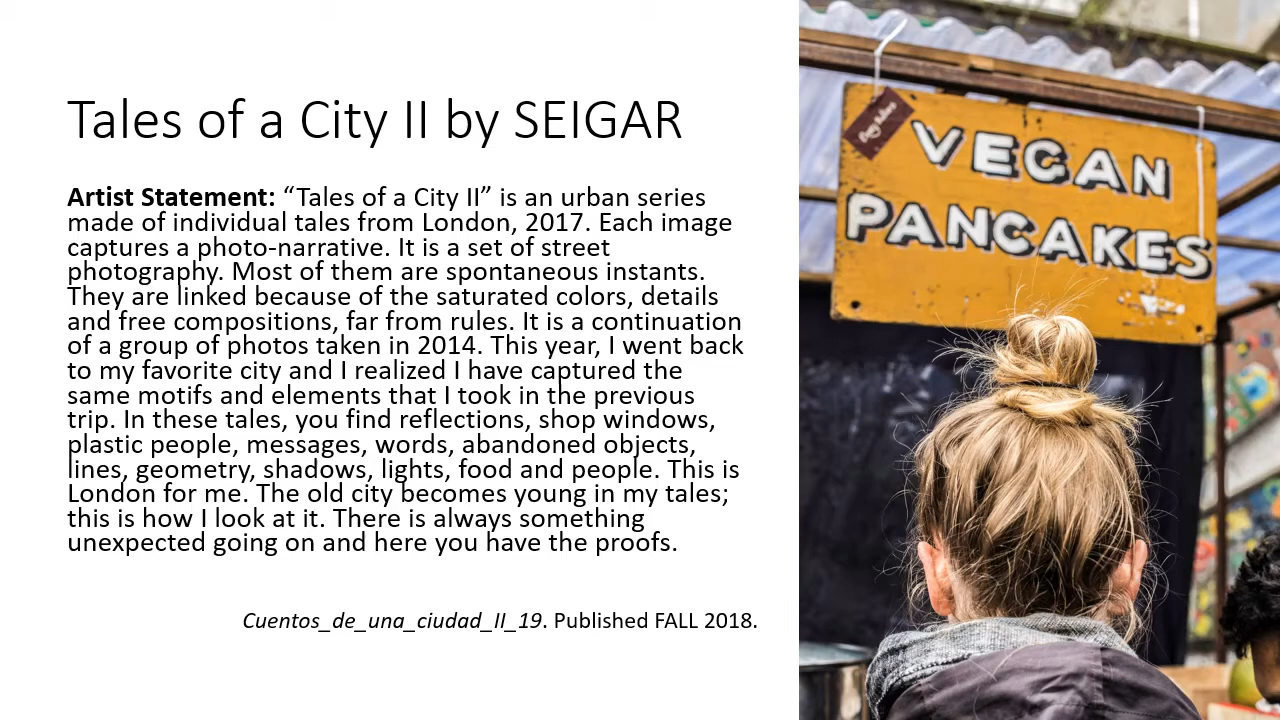 Tales of a City II by SEIGAR
Artist Statement: “Tales of a City II” is an urban series
made of individual tales from London, 2017. Each image
captures a photo-narrative. It is a set of street
photography. Most of them are spontaneous instants.
They are linked because of the saturated colors, details
and free compositions, far from rules. It is a continuation
of a group of photos taken in 2014. This year, I went back
to my favorite city and I realized I have captured the
same motifs and elements that I took in the previous
trip. In these tales, you find reflections, shop windows,
plastic people, messages, words, abandoned objects,
lines, geometry, shadows, lights, food and people. This is
London for me. The old city becomes young in my tales;
this is how I look at it. There is always something
unexpected going on and here you have the proofs.
Cuentos_de_una_ciudad_II_19. Published FALL 2018.
VEGAN
PANCAKES